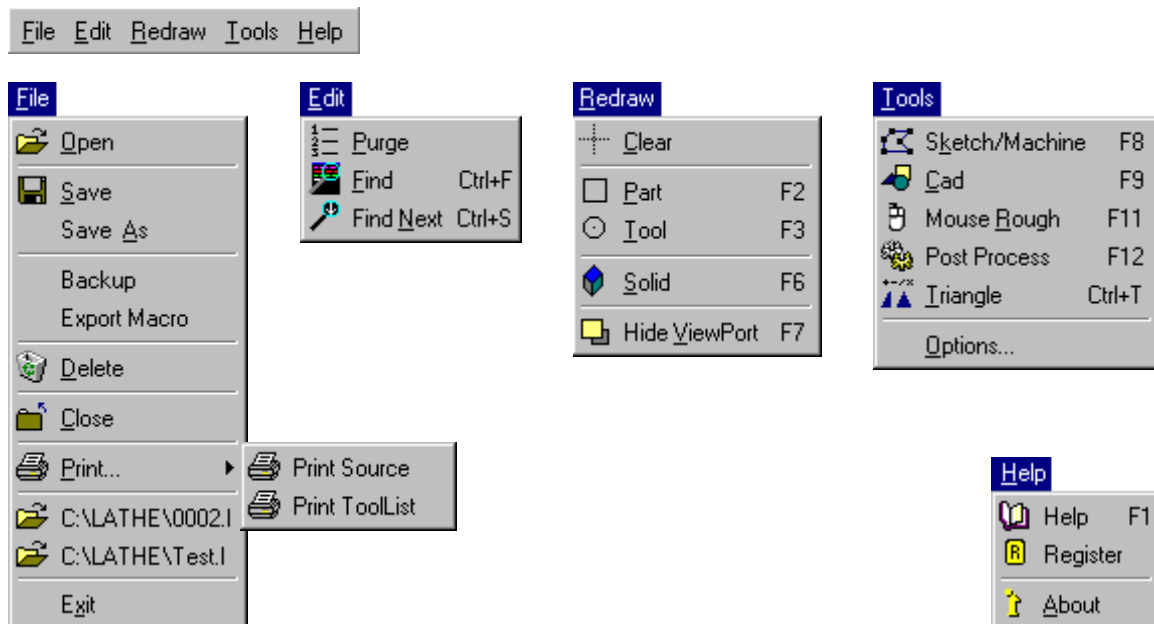 File Edit Redraw Tools Help
File
Open
Save
Save As
Backup
Export Macro
Delete
Close
Print...
C:\LATHE\0002.l
C:\LATHE\Test.l
Exit
Print Source
Print ToolList
Edit
1
2
3
Purge
Find Ctrl+F
Find Next Ctrl+S
Redraw
Clear
Part F2
Tool F3
Solid F6
Hide ViewPort F7
Tools
Sketch/Machine F8
Cad F9
Mouse Rough F11
Post Process F12
+-/×
Triangle Ctrl+T
Options...
Help
Help F1
R Register
About